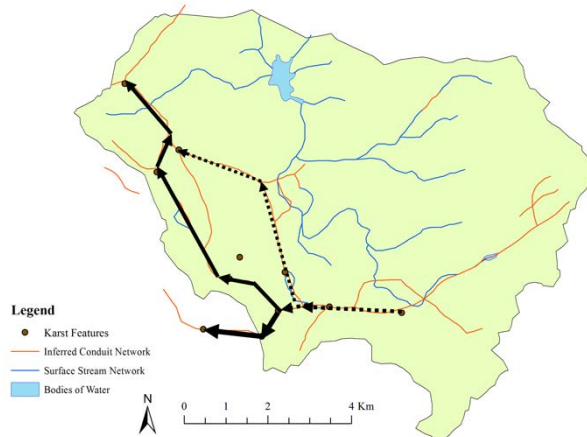 Legend
Karst Features
Inferred Conduit Network
Surface Stream Network
Bodies of Water
N
0 1 2 4 Km